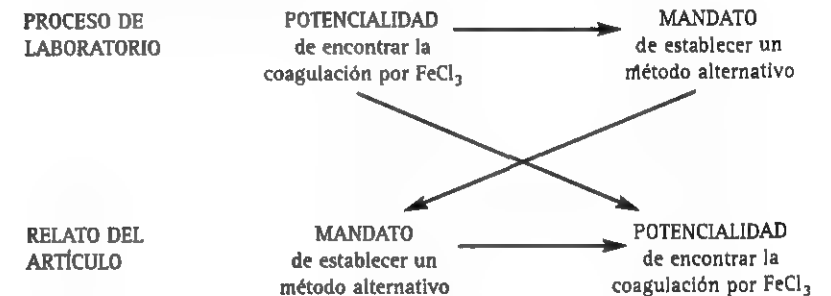 PROCESO DE
LABORATORIO
POTENCIALIDAD
de encontrar la
coagulación por FeCl₃
MANDATO
de establecer un
método alternativo
RELATO DEL
ARTÍCULO
MANDATO
de establecer un
método alternativo
POTENCIALIDAD
de encontrar la
coagulación por FeCl₃